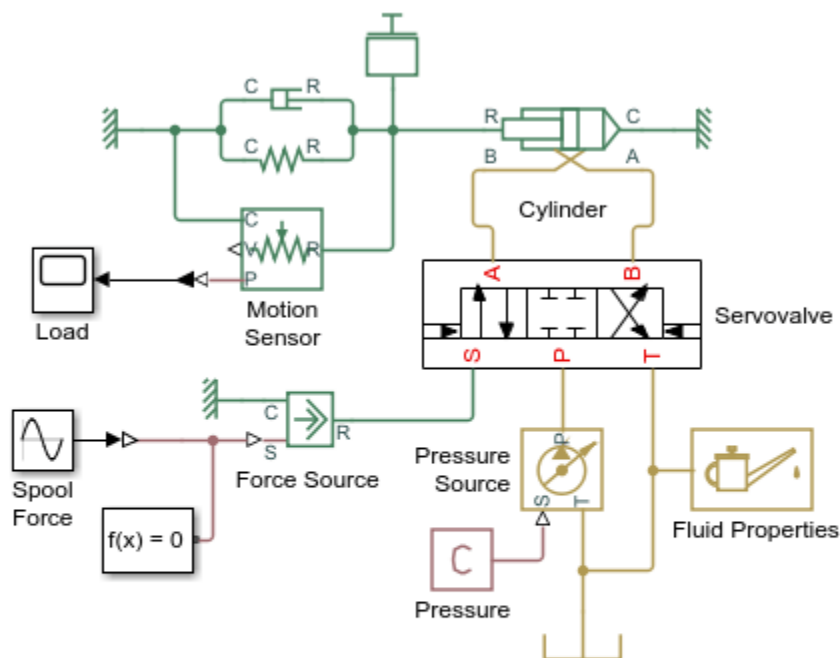 C R
R C
C R
B A
Cylinder
C
V R
P
Motion
Sensor
Load
A B
S P T
Servovalve
C
S R
Force Source
Spool
Force
f(x) = 0
Pressure
Source
P
S T
Fluid Properties
C
Pressure